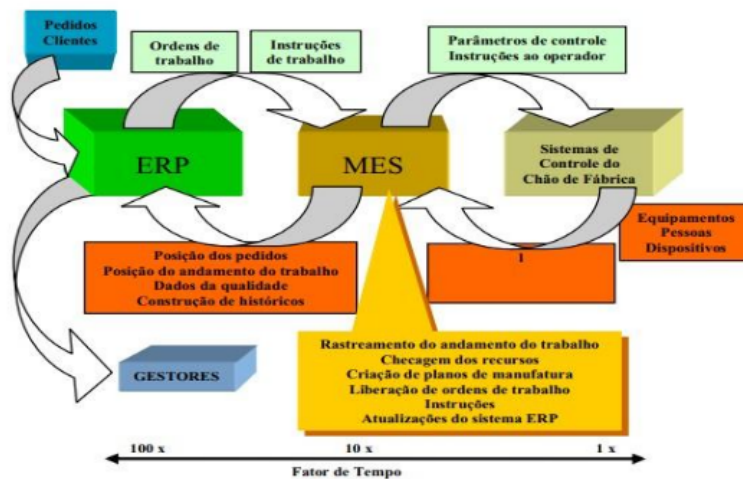 Pedidos
Clientes
Ordens de
trabalho
Instruções
de trabalho
Parâmetros de controle
Instruções ao operador
ERP
MES
Sistemas de
Controle do
Chão de Fábrica
Posição dos pedidos
Posição do andamento do trabalho
Dados da qualidade
Construção de históricos
1
Equipamentos
Pessoas
Dispositivos
GESTORES
Rastreamento do andamento do trabalho
Checagem dos recursos
Criação de planos de manufatura
Liberação de ordens de trabalho
Instruções
Atualizações do sistema ERP
100 x
10 x
1 x
Fator de Tempo